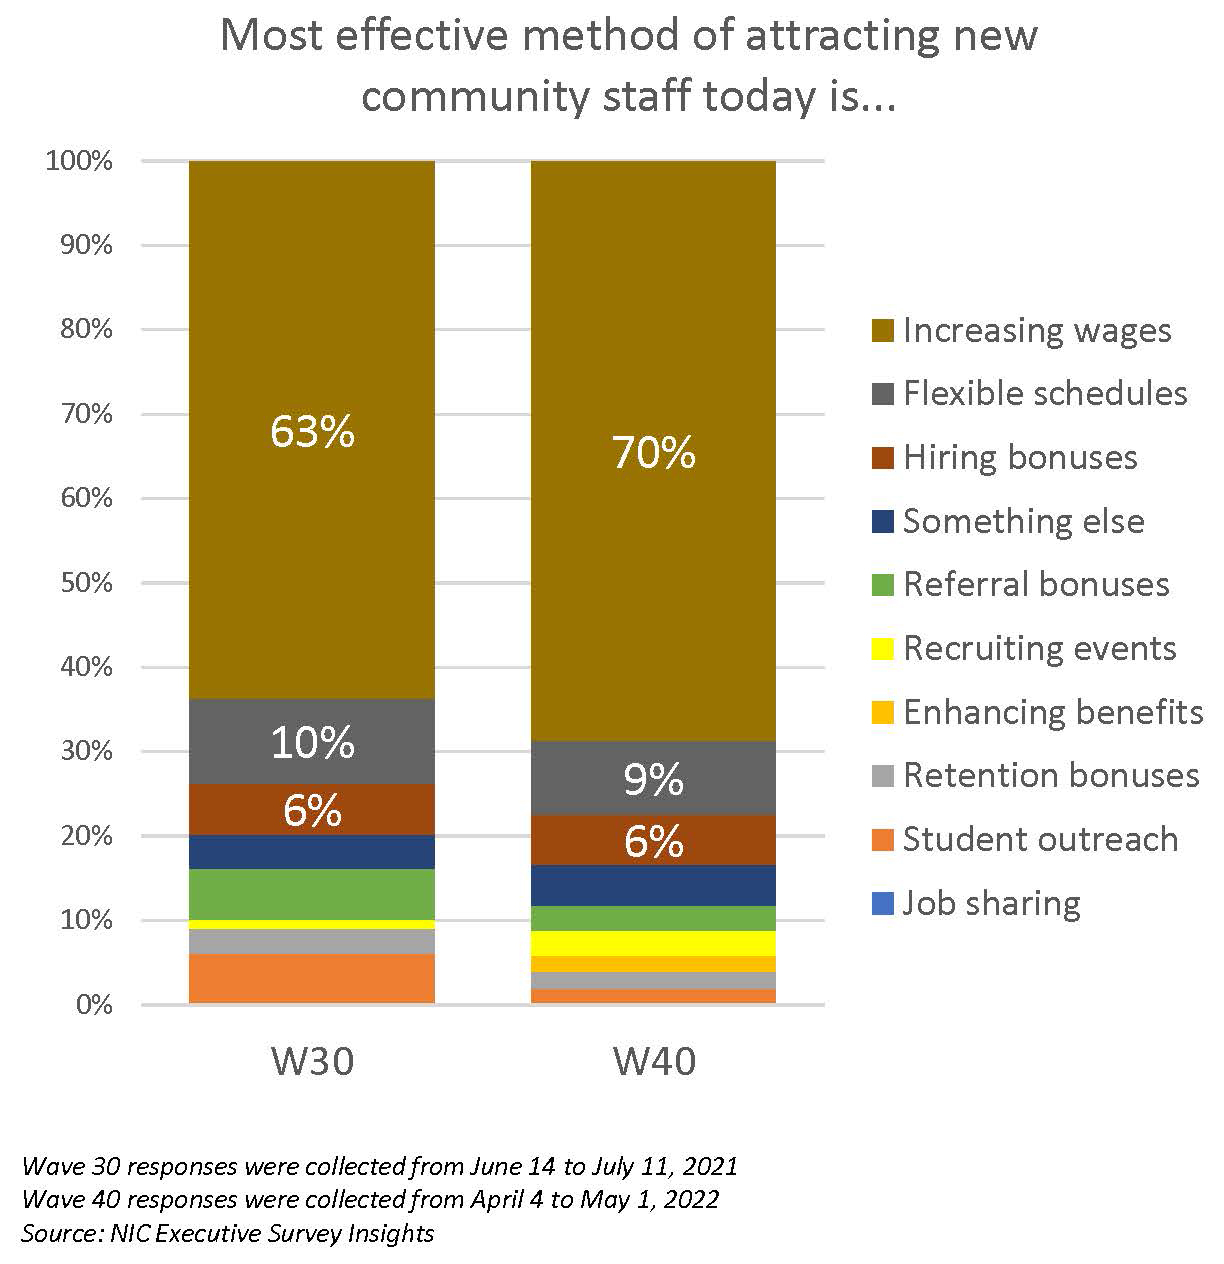 Most effective method of attracting new
community staff today is...
100%
90%
80%
70%
60%
50%
40%
30%
20%
10%
0%
63%
10%
6%
70%
9%
6%
W30
W40
Increasing wages
Flexible schedules
Hiring bonuses
Something else
Referral bonuses
Recruiting events
Enhancing benefits
Retention bonuses
Student outreach
Job sharing
Wave 30 responses were collected from June 14 to July 11, 2021
Wave 40 responses were collected from April 4 to May 1, 2022
Source: NIC Executive Survey Insights